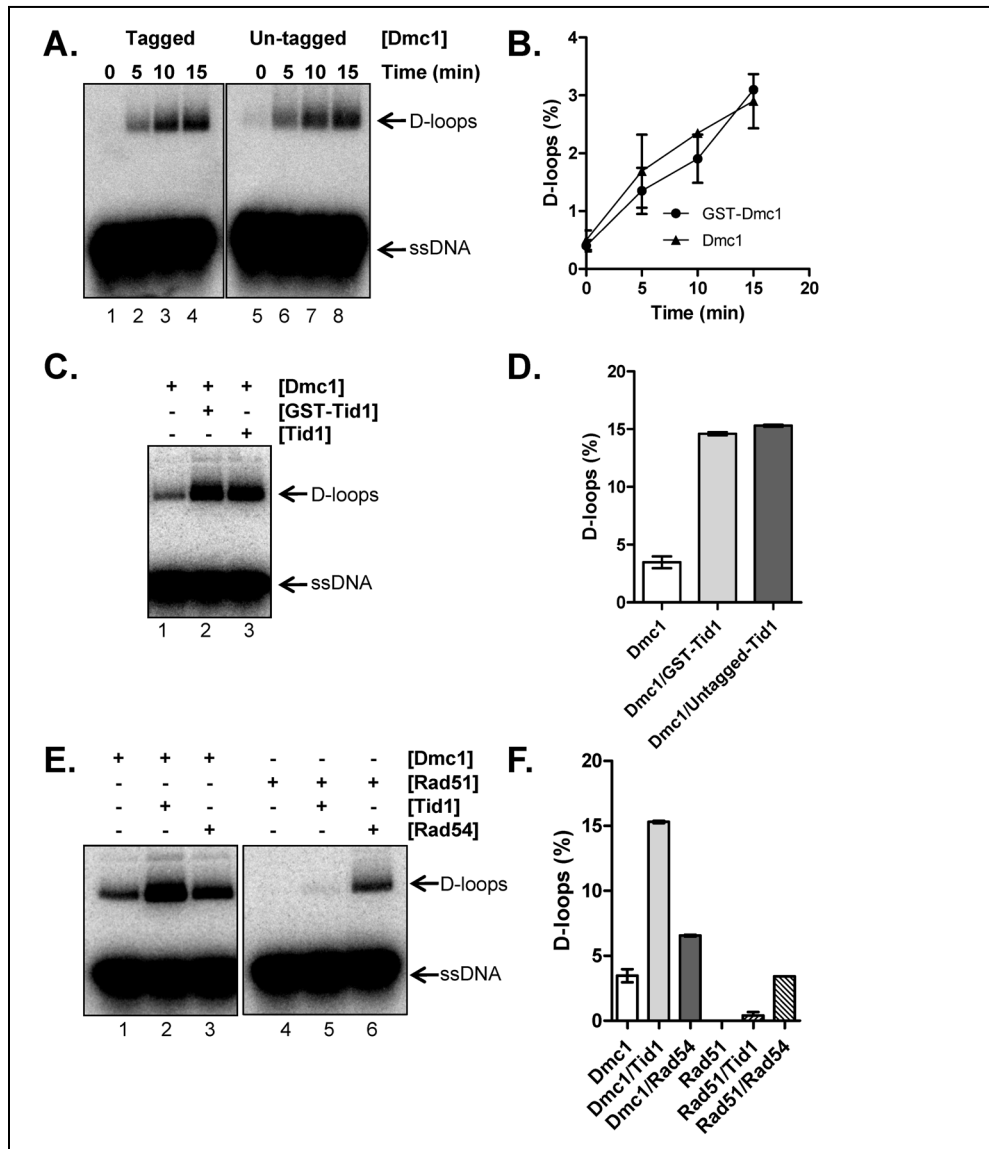 A.
Tagged Un-tagged [Dmc1]
0 5 10 15 0 5 10 15 Time (min)
D-loops
ssDNA
1 2 3 4 5 6 7 8
B.
D-loops (%)
4
3
2
1
0
GST-Dmc1
Dmc1
0 5 10 15 20
Time (min)
C.
+ + + [Dmc1]
- + - [GST-Tid1]
- - + [Tid1]
D-loops
ssDNA
1 2 3
D.
D-loops (%)
20
15
10
5
0
Dmc1
Dmc1/GST-Tid1
Dmc1/Untagged-Tid1
E.
+ + + - - - [Dmc1]
- - - + + + [Rad51]
- + - - + - [Tid1]
- - + - - + [Rad54]
D-loops
ssDNA
1 2 3 4 5 6
F.
D-loops (%)
20
15
10
5
0
Dmc1
Dmc1/Tid1
Dmc1/Rad54
Rad51
Rad51/Tid1
Rad51/Rad54